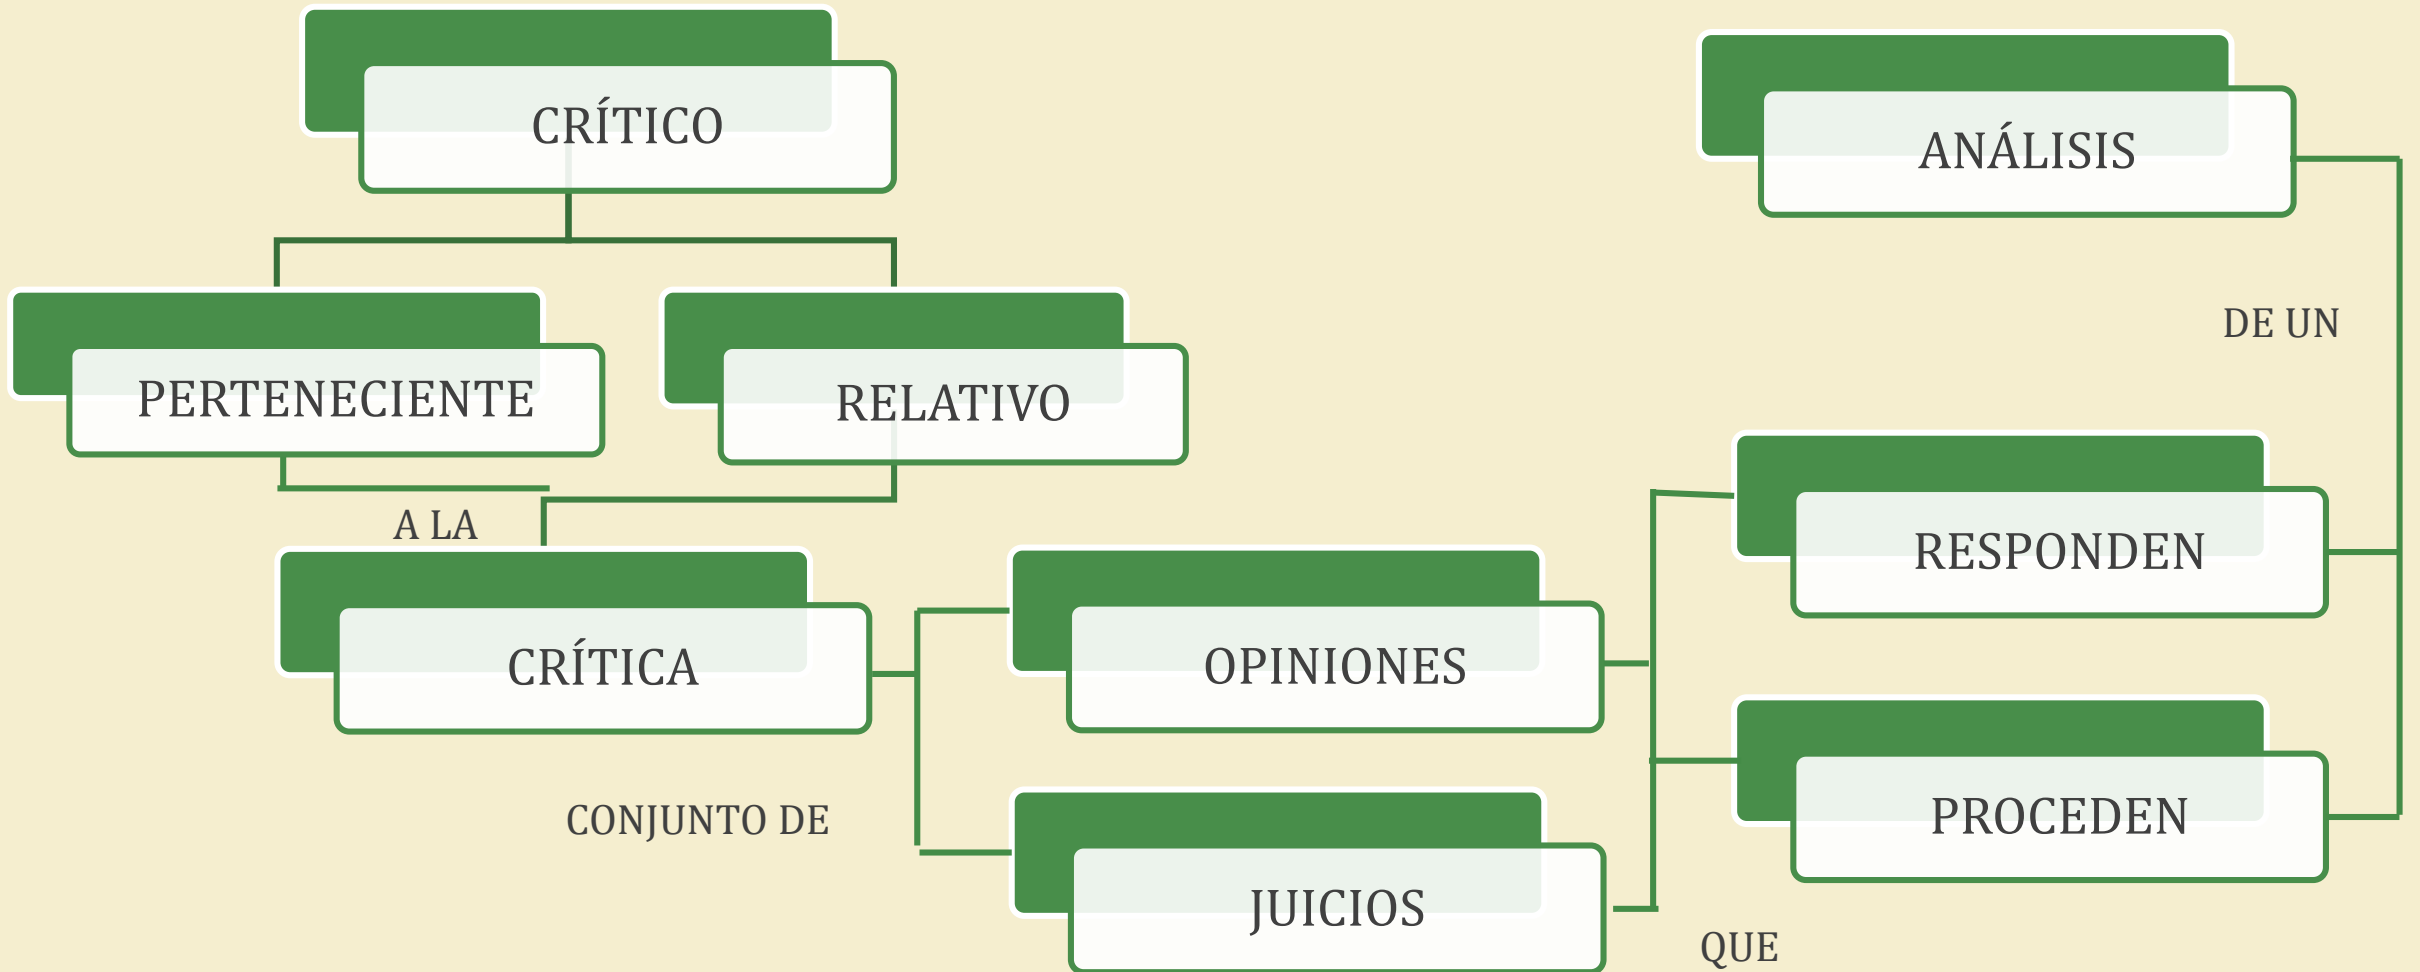 CRÍTICO
PERTENECIENTE
RELATIVO
A LA
CRÍTICA
CONJUNTO DE
OPINIONES
JUICIOS
QUE
RESPONDEN
PROCEDEN
DE UN
ANÁLISIS